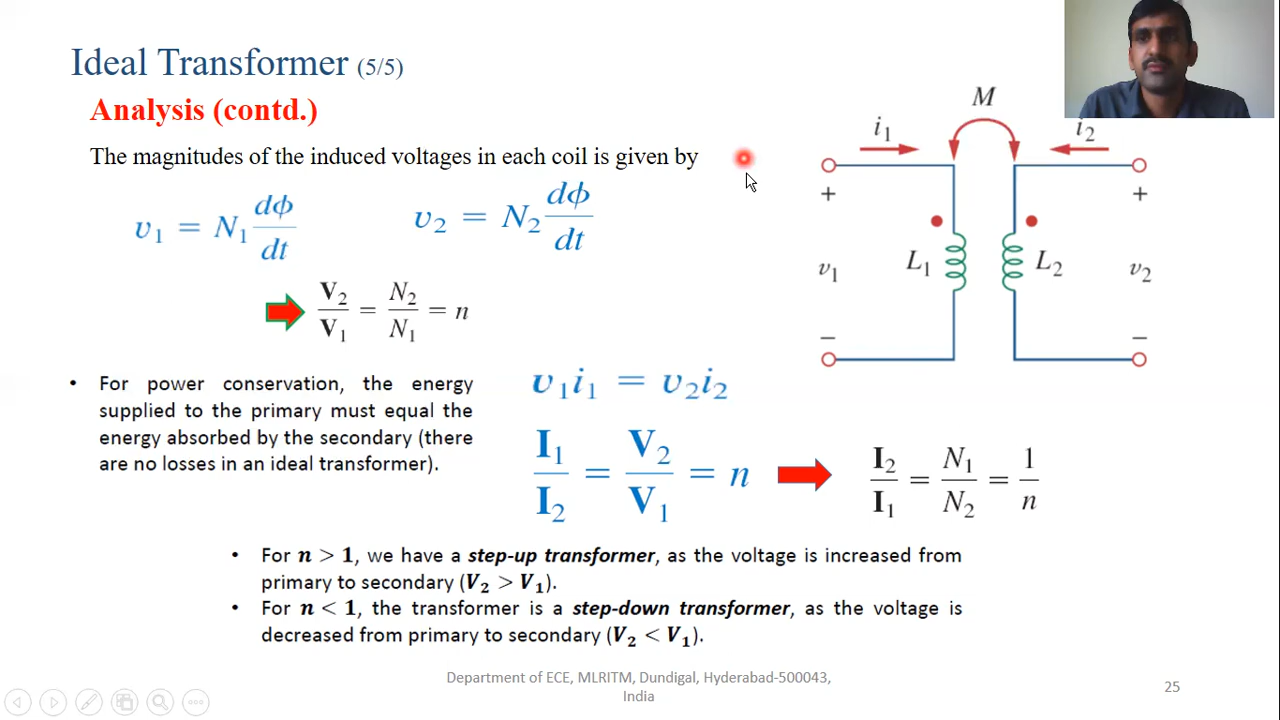 Ideal Transformer (5/5)
Analysis (contd.)
The magnitudes of the induced voltages in each coil is given by
v₁ = N₁ dϕ/dt
v₂ = N₂ dϕ/dt
V₂/V₁ = N₂/N₁ = n
M
i₁
i₂
+
+
L₁
L₂
v₁
v₂
–
–
• For power conservation, the energy
supplied to the primary must equal the
energy absorbed by the secondary (there
are no losses in an ideal transformer).
v₁i₁ = v₂i₂
I₁/I₂ = V₂/V₁ = n
I₂/I₁ = N₁/N₂ = 1/n
• For n > 1, we have a step-up transformer, as the voltage is increased from
primary to secondary (V₂ > V₁).
• For n < 1, the transformer is a step-down transformer, as the voltage is
decreased from primary to secondary (V₂ < V₁).
Department of ECE, MLRITM, Dundigal, Hyderabad-500043,
India
25